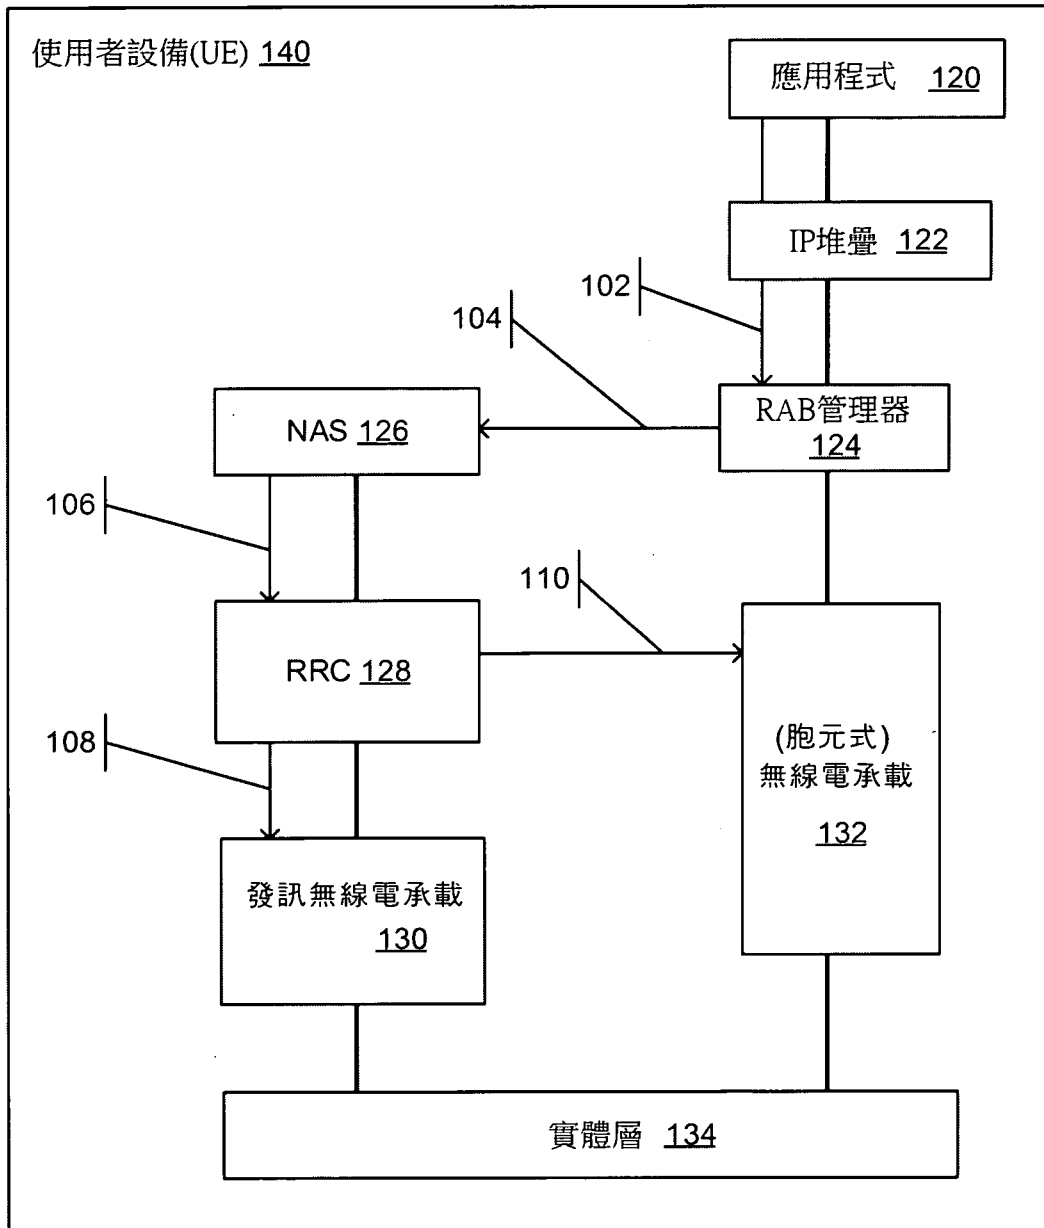 使用者設備(UE) 140
應用程式 120
IP堆疊 122
102
104
RAB管理器
124
NAS 126
106
110
RRC 128
108
(胞元式)
無線電承載
132
發訊無線電承載
130
實體層 134